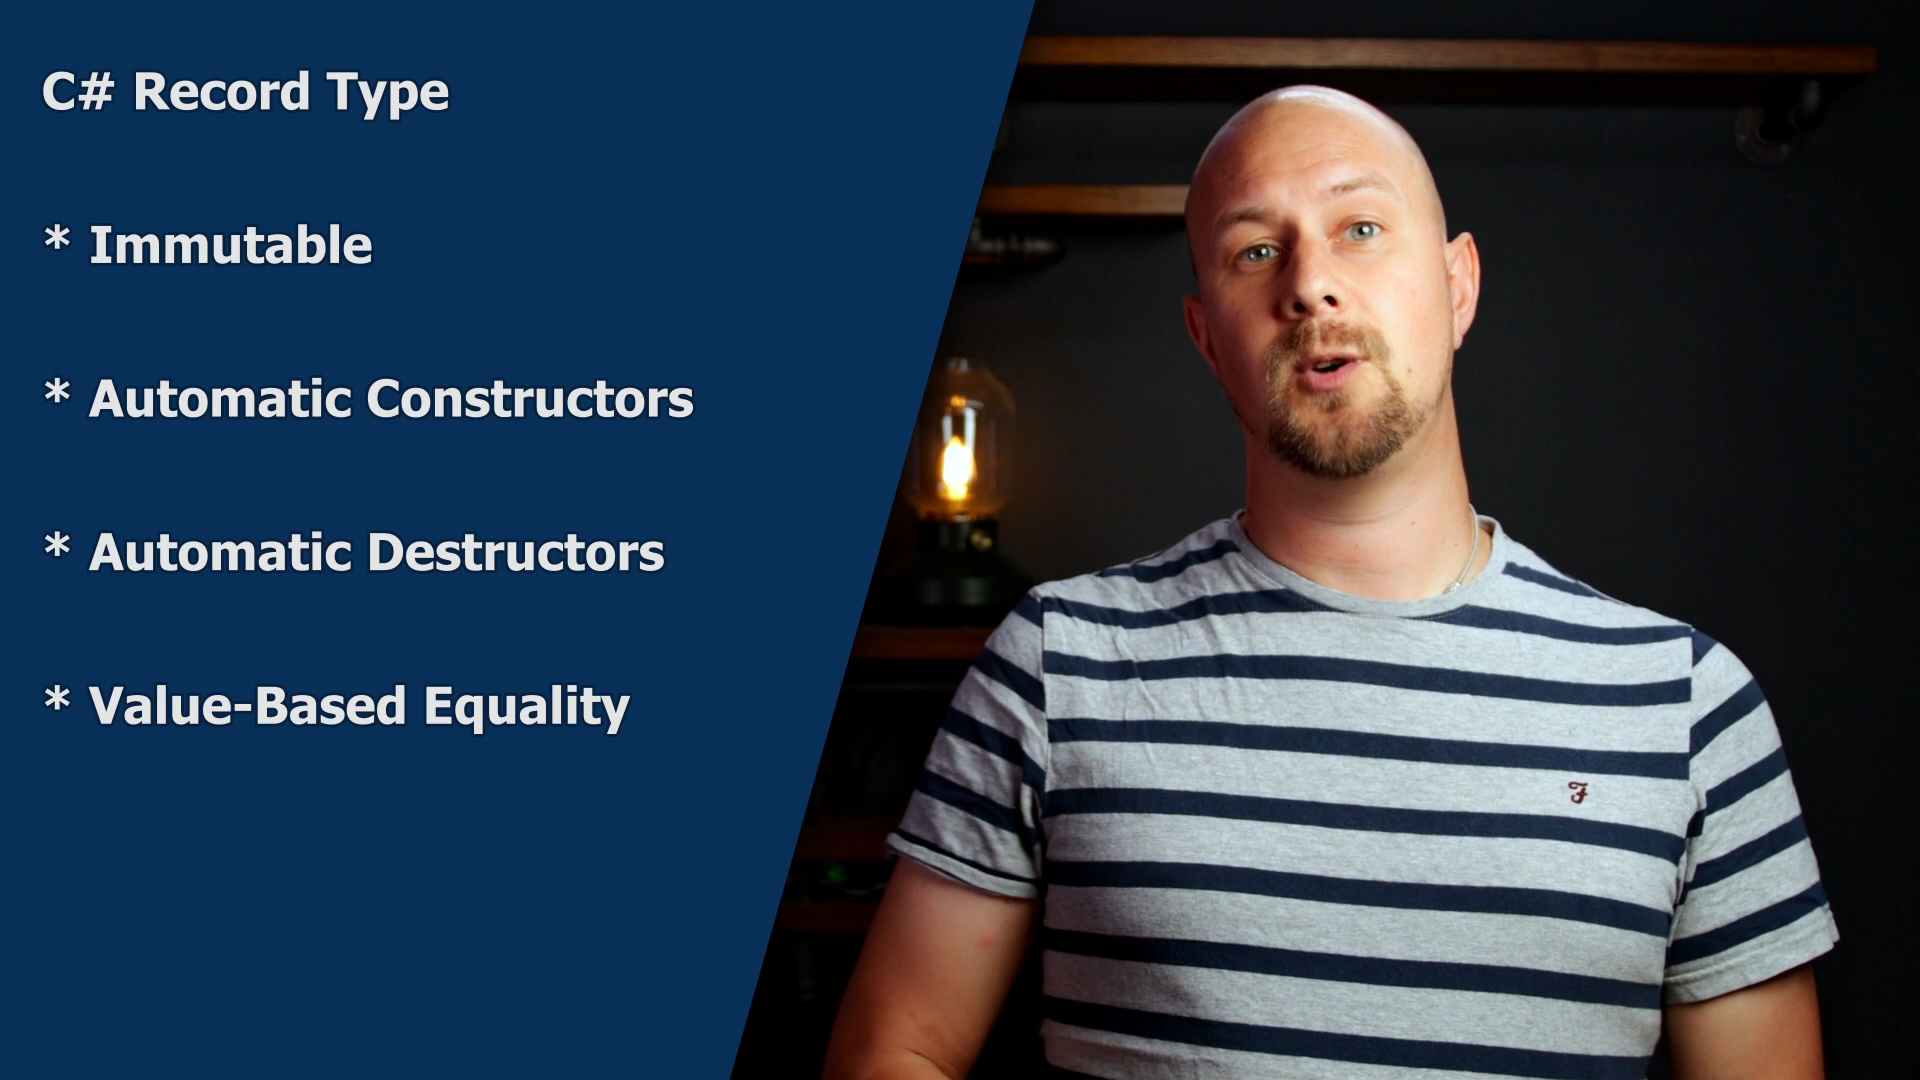 C# Record Type
* Immutable
* Automatic Constructors
* Automatic Destructors
* Value-Based Equality